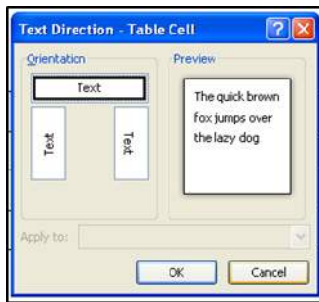 Text Direction - Table Cell
Orientation
Text
Text
Text
Preview
The quick brown
fox jumps over
the lazy dog
Apply to:
OK
Cancel